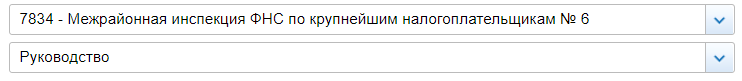 7834 - Межрайонная инспекция ФНС по крупнейшим налогоплательщикам № 6
Руководство